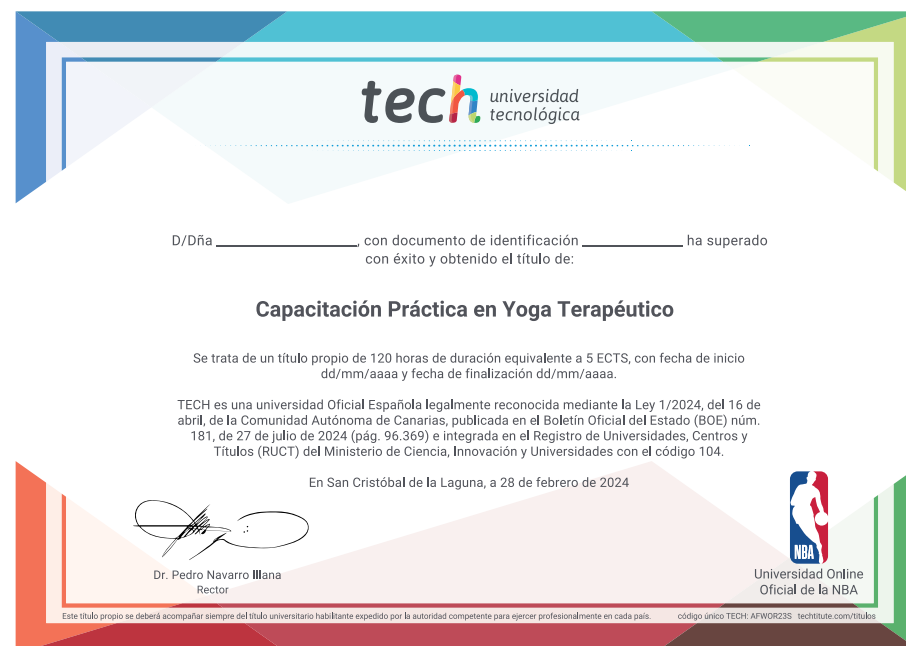 tech universidad
tecnológica
D/Dña ____________, con documento de identificación ____________ ha superado
con éxito y obtenido el título de:
Capacitación Práctica en Yoga Terapéutico
Se trata de un título propio de 120 horas de duración equivalente a 5 ECTS, con fecha de inicio
dd/mm/aaaa y fecha de finalización dd/mm/aaaa.
TECH es una universidad Oficial Española legalmente reconocida mediante la Ley 1/2024, del 16 de
abril, de la Comunidad Autónoma de Canarias, publicada en el Boletín Oficial del Estado (BOE) núm.
181, de 27 de julio de 2024 (pág. 96.369) e integrada en el Registro de Universidades, Centros y
Títulos (RUCT) del Ministerio de Ciencia, Innovación y Universidades con el código 104.
En San Cristóbal de la Laguna, a 28 de febrero de 2024
Dr. Pedro Navarro Illana
Rector
NBA
Universidad Online
Oficial de la NBA
Este título propio se deberá acompañar siempre del título universitario habilitante expedido por la autoridad competente para ejercer profesionalmente en cada país. código único TECH: AFWOR23S techtitute.com/titulos